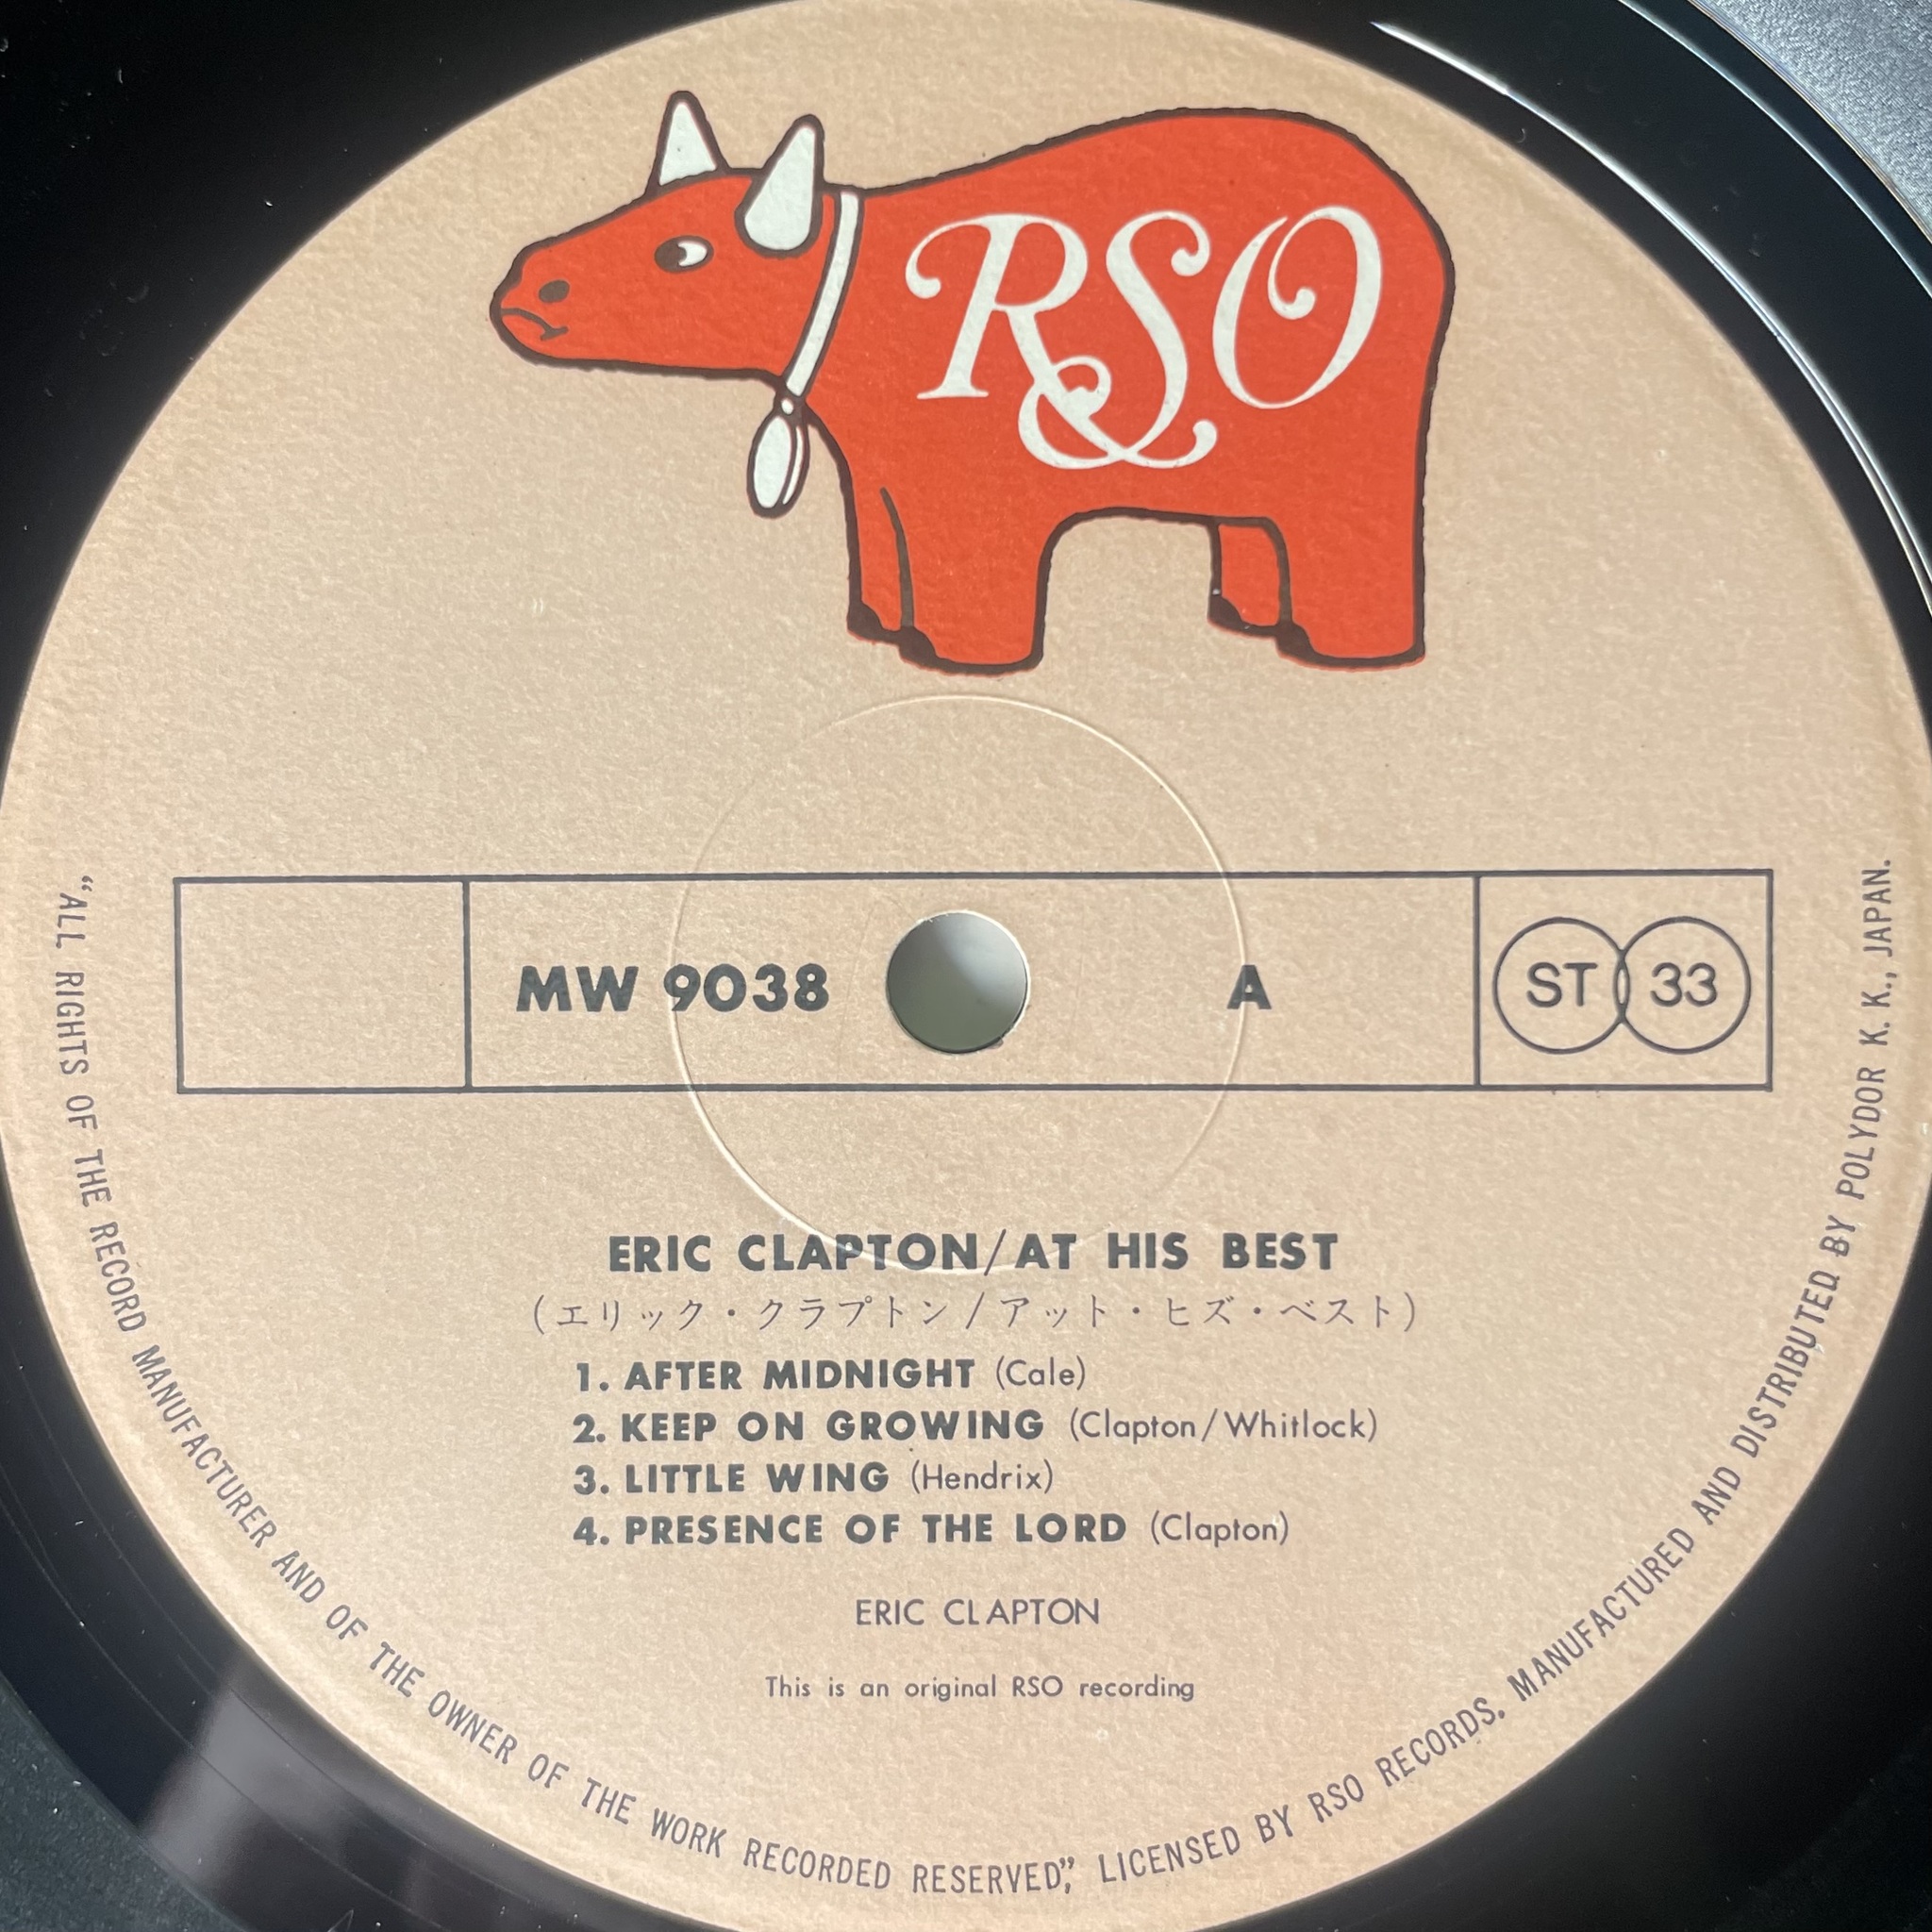 RSO
MW 9038 A ST 33
ERIC CLAPTON/AT HIS BEST
(エリック・クラプトン/アット・ヒズ・ベスト)
1. AFTER MIDNIGHT (Cale)
2. KEEP ON GROWING (Clapton/Whitlock)
3. LITTLE WING (Hendrix)
4. PRESENCE OF THE LORD (Clapton)
ERIC CLAPTON
This is an original RSO recording
“ALL RIGHTS OF THE RECORD MANUFACTURER AND OF THE OWNER OF THE WORK RECORDED RESERVED,” LICENSED BY RSO RECORDS. MANUFACTURED AND DISTRIBUTED BY POLYDOR K. K., JAPAN.